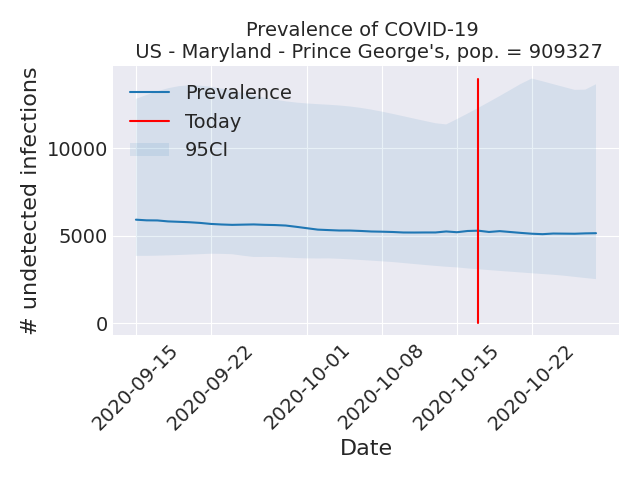 Prevalence of COVID-19
US - Maryland - Prince George's, pop. = 909327
# undetected infections
10000
5000
0
Prevalence
Today
95CI
2020-09-15
2020-09-22
2020-10-01
2020-10-08
2020-10-15
2020-10-22
Date